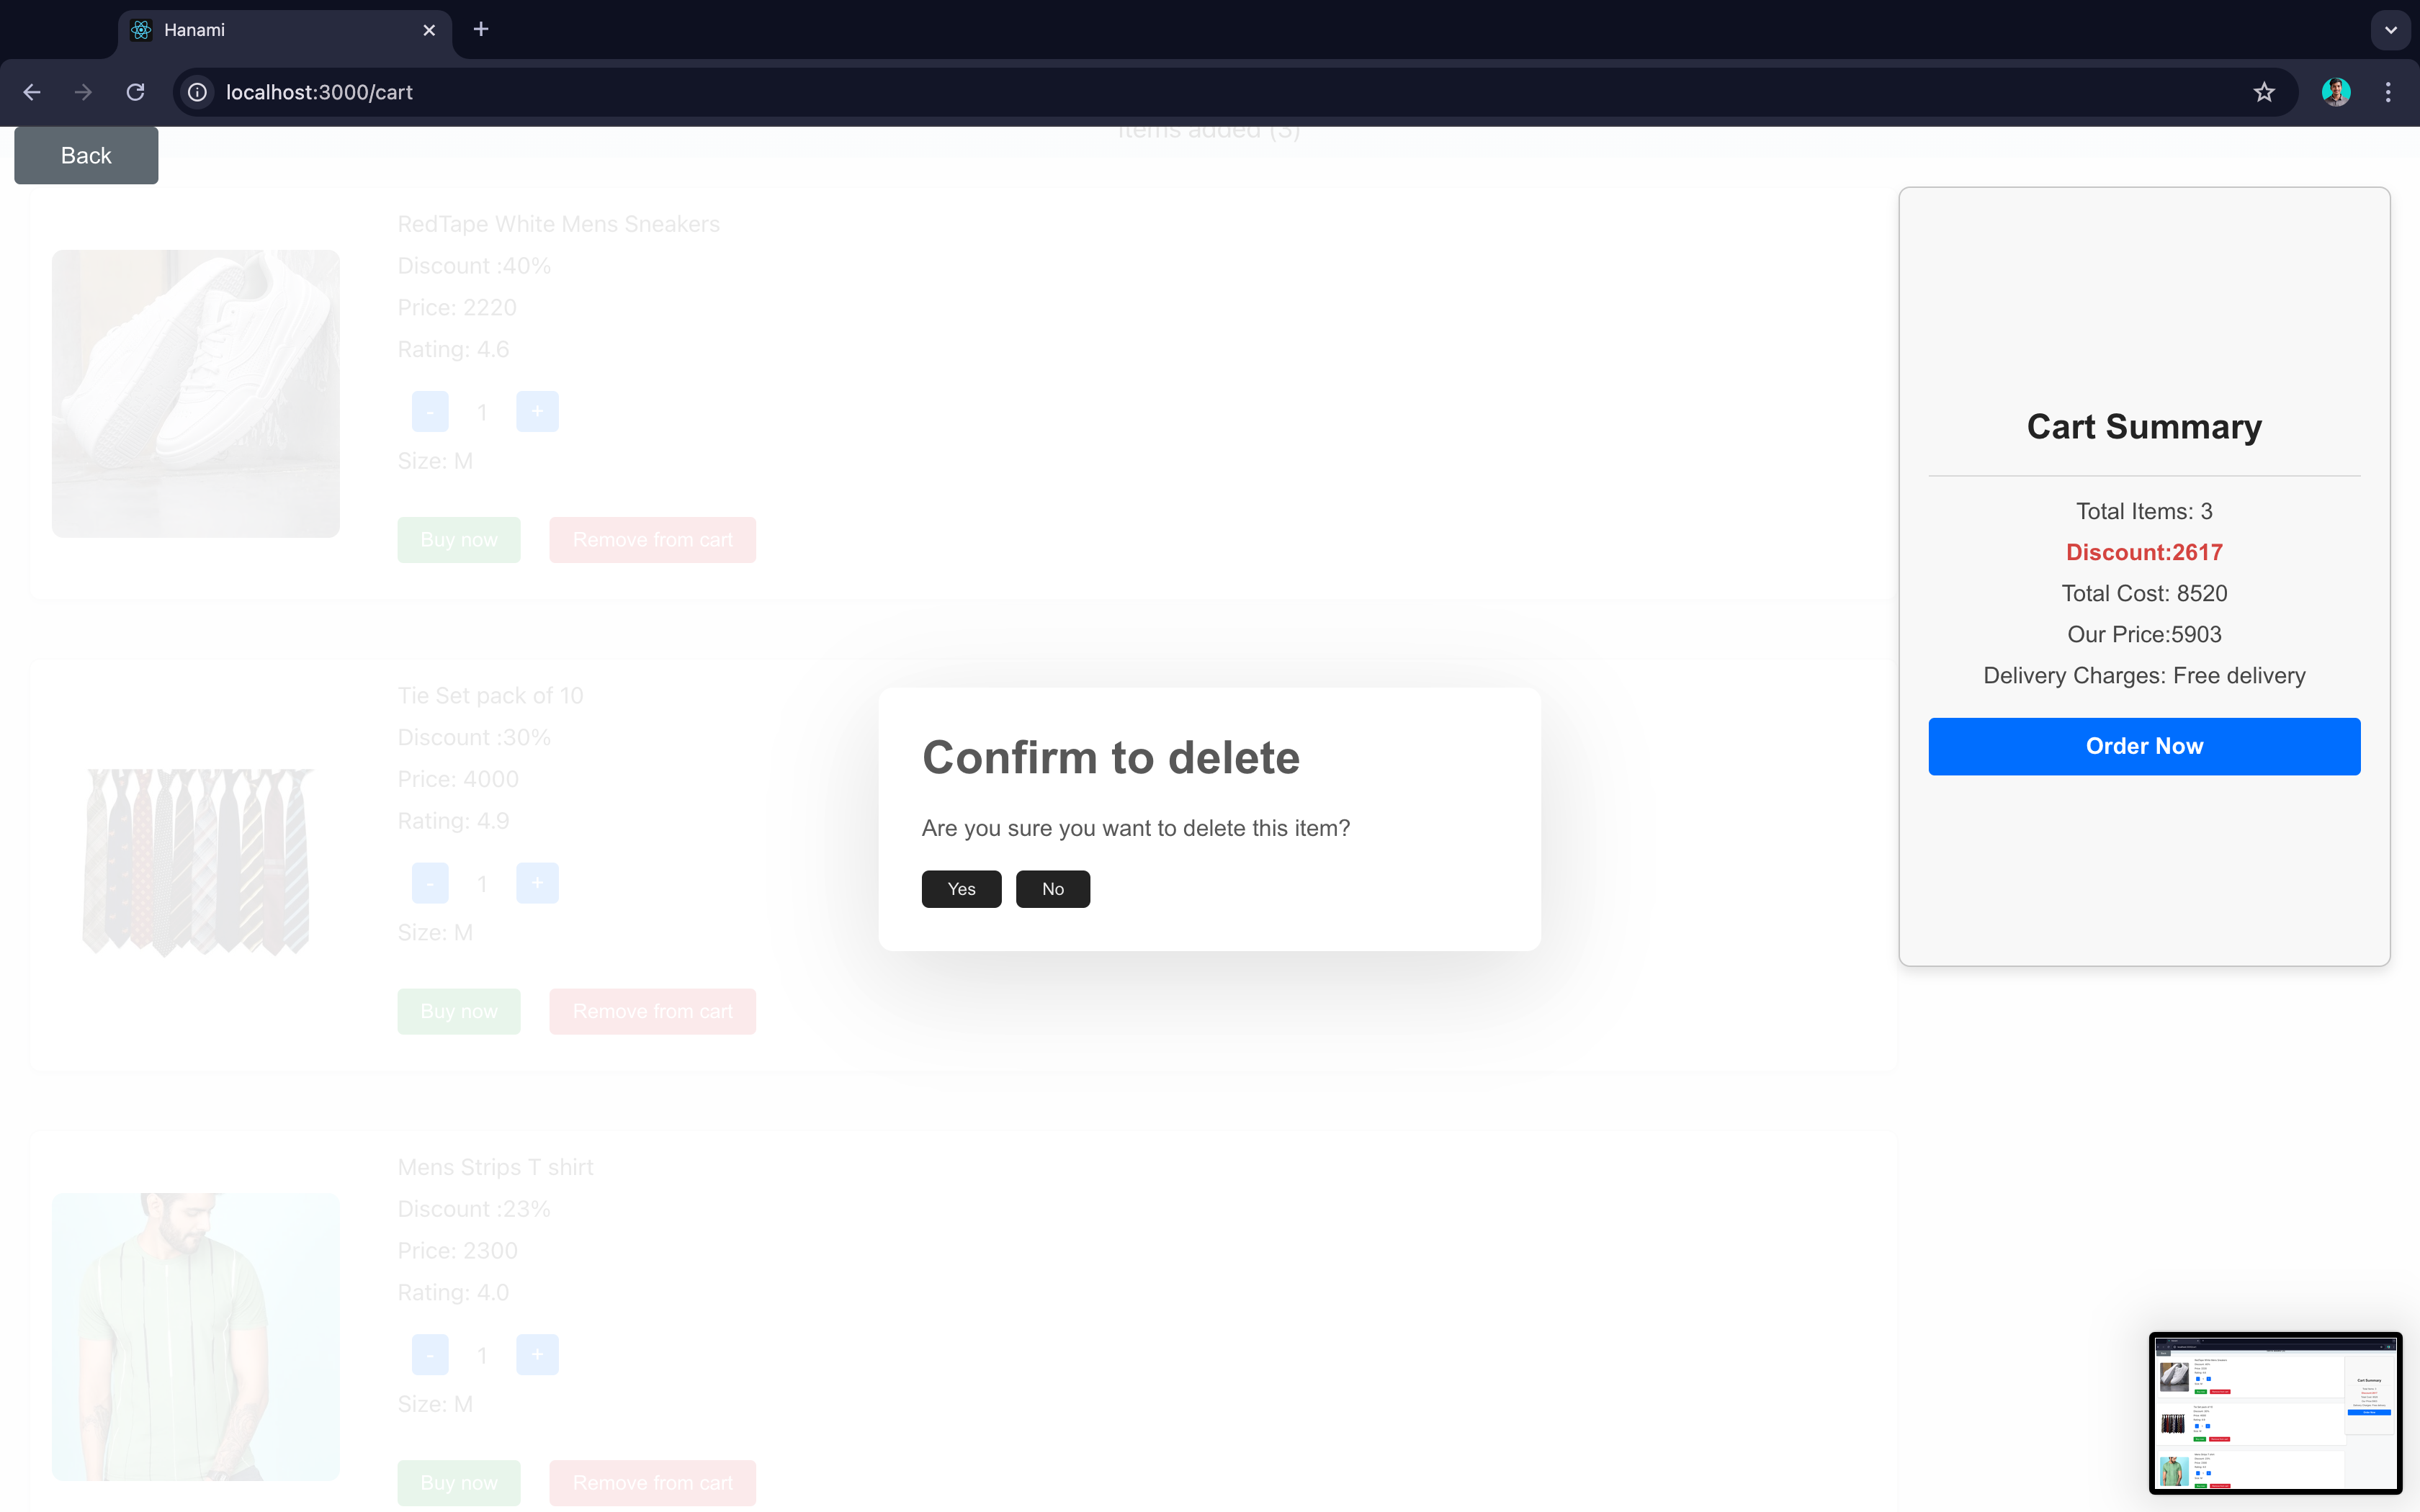 Hanami
localhost:3000/cart
Items added (3)
Back
RedTape White Mens Sneakers
Discount :40%
Price: 2220
Rating: 4.6
- 1 +
Size: M
Buy now Remove from cart
Tie Set pack of 10
Discount :30%
Price: 4000
Rating: 4.9
- 1 +
Size: M
Buy now Remove from cart
Mens Strips T shirt
Discount :23%
Price: 2300
Rating: 4.0
- 1 +
Size: M
Buy now Remove from cart
Confirm to delete
Are you sure you want to delete this item?
Yes No
Cart Summary
Total Items: 3
Discount:2617
Total Cost: 8520
Our Price:5903
Delivery Charges: Free delivery
Order Now
Cart Summary